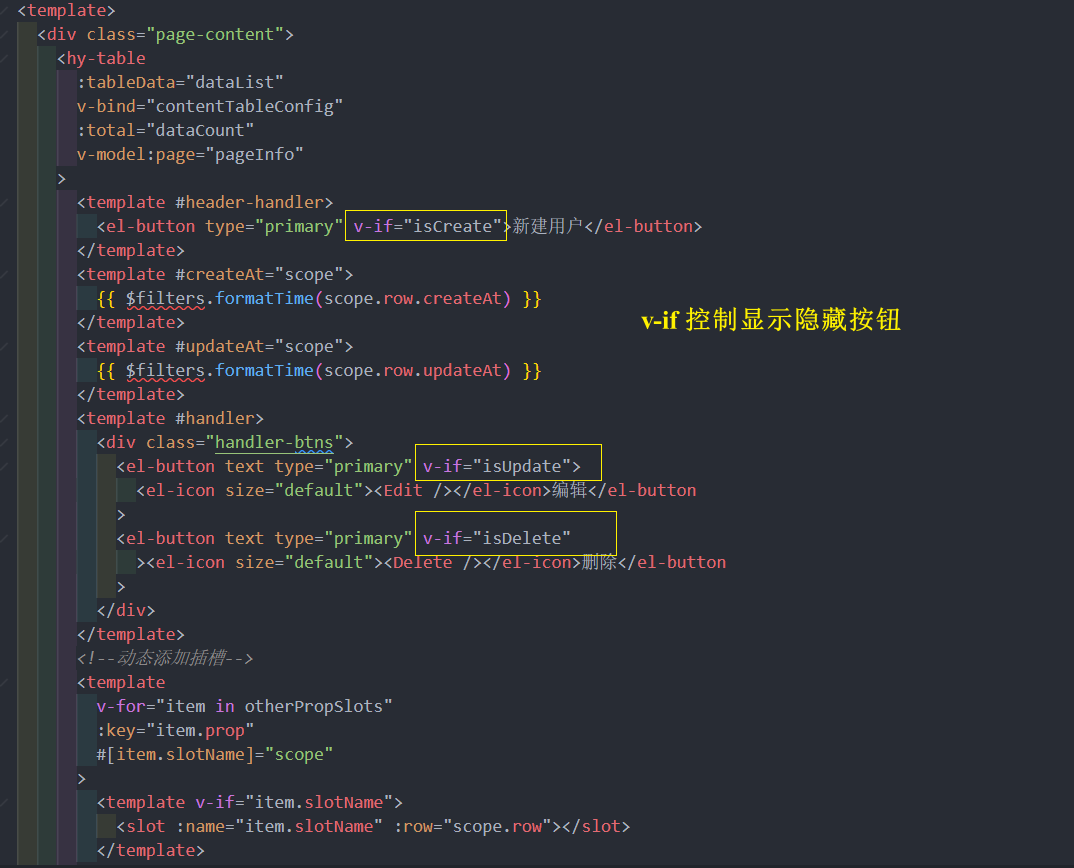 <template>
<div class="page-content">
<hy-table
:tableData="dataList"
v-bind="contentTableConfig"
:total="dataCount"
v-model:page="pageInfo"
>
<template #header-handler>
<el-button type="primary" v-if="isCreate">新建用户</el-button>
</template>
<template #createAt="scope">
{{ $filters.formatTime(scope.row.createAt) }}
v-if 控制显示隐藏按钮
</template>
<template #updateAt="scope">
{{ $filters.formatTime(scope.row.updateAt) }}
</template>
<template #handler>
<div class="handler-btns">
<el-button text type="primary" v-if="isUpdate">
<el-icon size="default"><Edit /></el-icon>编辑</el-button
>
<el-button text type="primary" v-if="isDelete"
><el-icon size="default"><Delete /></el-icon>删除</el-button
>
</div>
</template>
<!--动态添加插槽-->
<template
v-for="item in otherPropSlots"
:key="item.prop"
#[item.slotName]="scope"
>
<template v-if="item.slotName">
<slot :name="item.slotName" :row="scope.row"></slot>
</template>